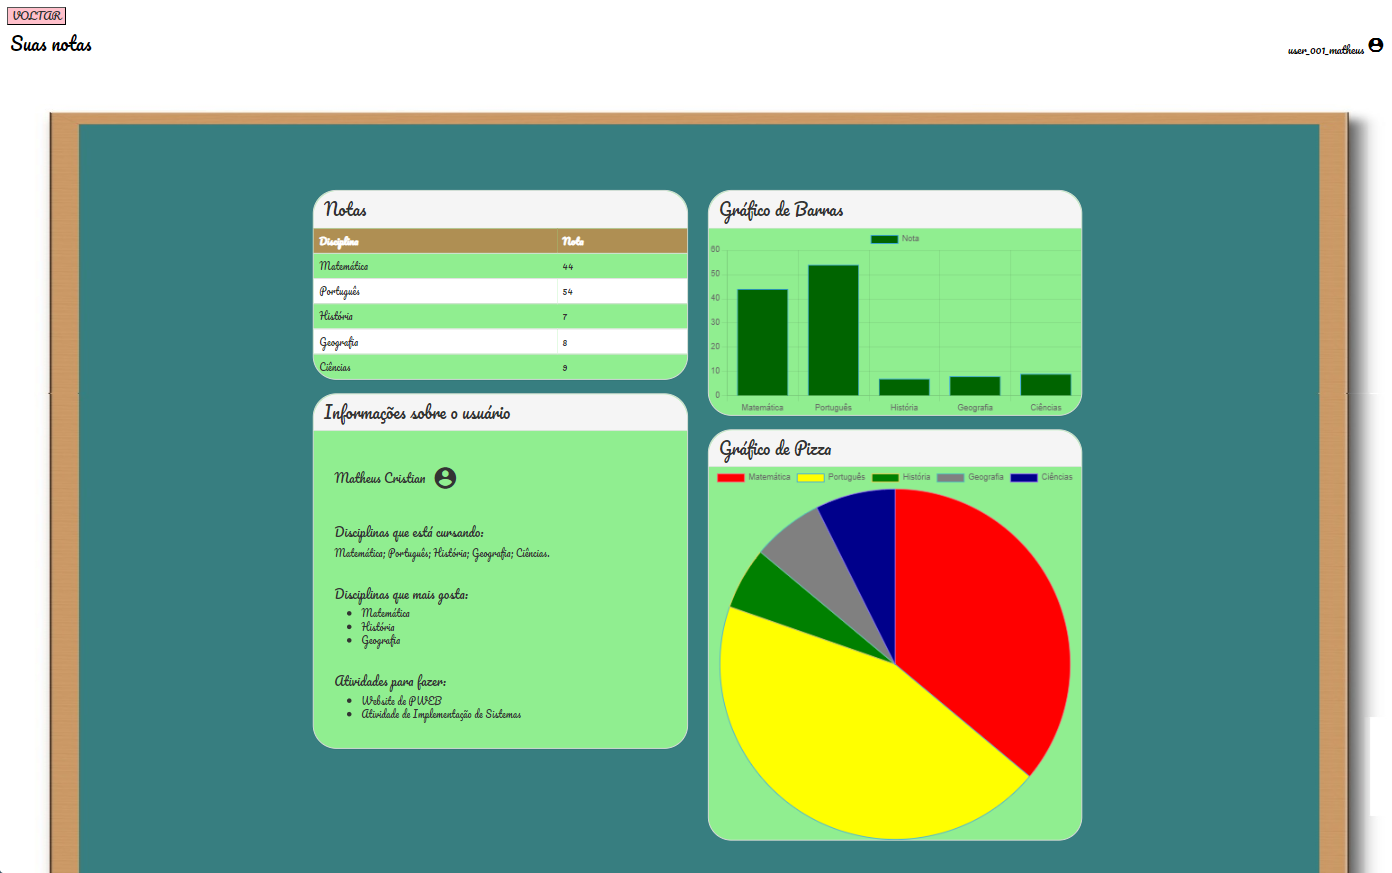 VOLTAR
Suas notas
user_001_matheus
Notas
Disciplina Nota
Matemática 44
Português 54
História 7
Geografia 8
Ciências 9
Informações sobre o usuário
Matheus Cristian
Disciplinas que está cursando:
Matemática; Português; História; Geografia; Ciências.
Disciplinas que mais gosta:
Matemática
História
Geografia
Atividades para fazer:
Website de PWEB
Atividade de Implementação de Sistemas
Gráfico de Barras
Nota
60
50
40
30
20
10
0
Matemática Português História Geografia Ciências
Gráfico de Pizza
Matemática Português História Geografia Ciências